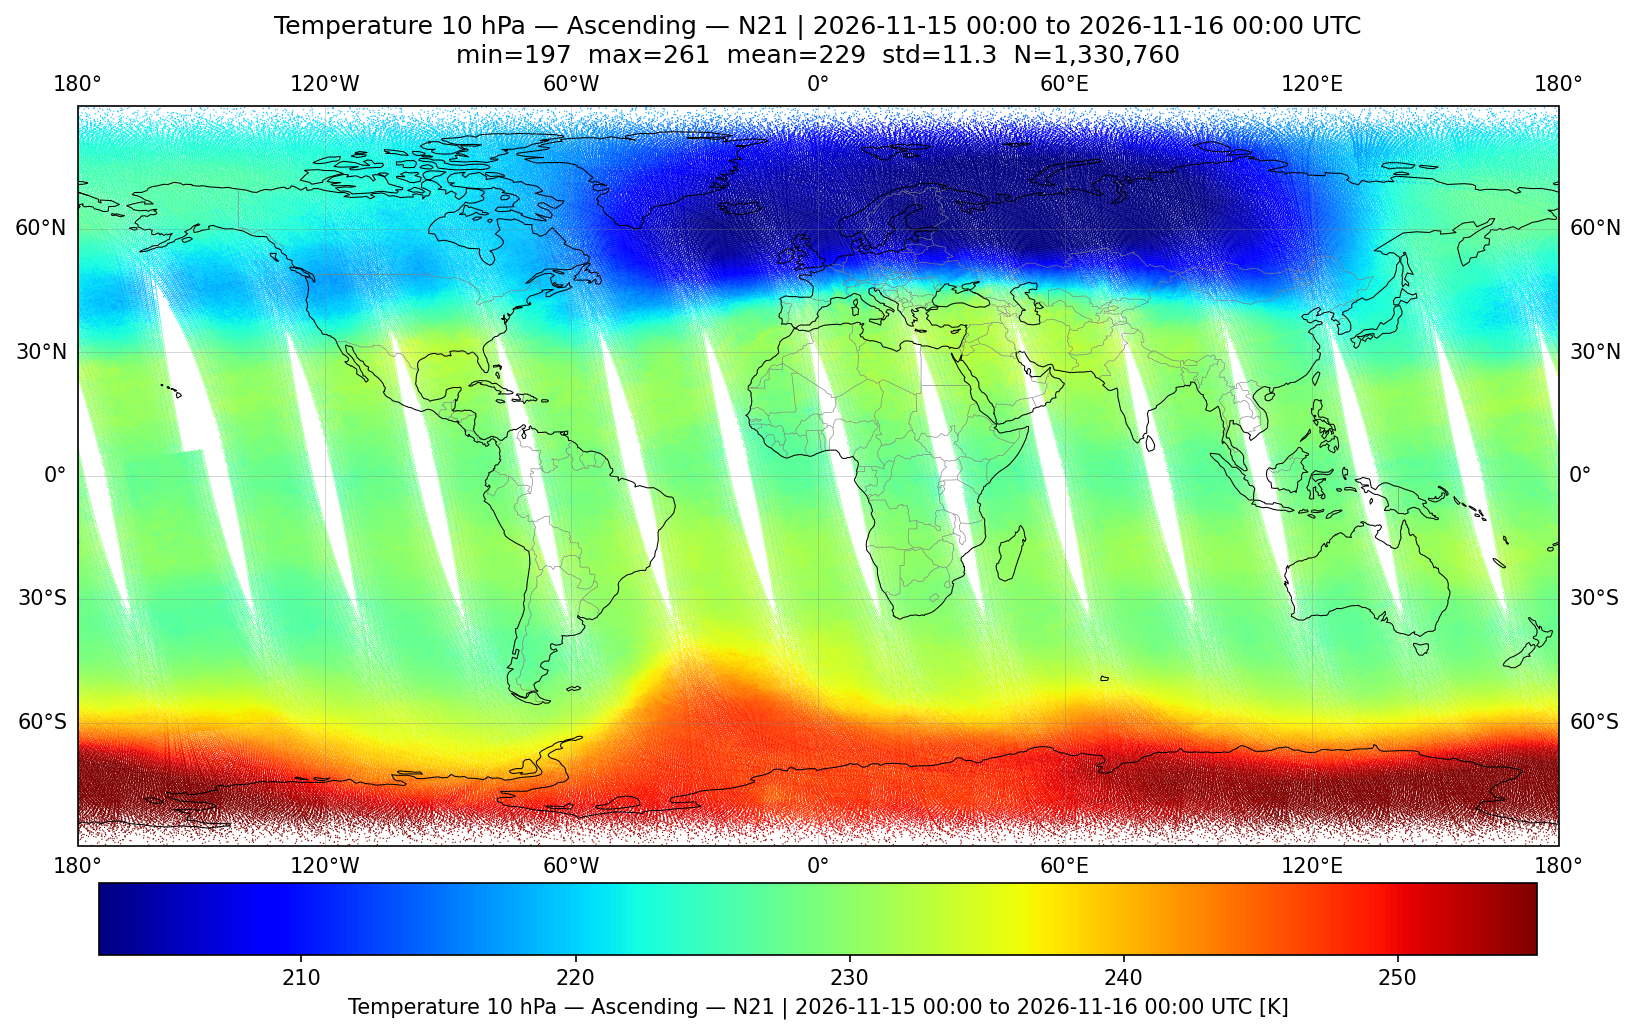 Temperature 10 hPa — Ascending — N21 | 2026-11-15 00:00 to 2026-11-16 00:00 UTC
min=197  max=261  mean=229  std=11.3  N=1,330,760
180° 120°W 60°W 0° 60°E 120°E 180°
60°N 60°N
30°N 30°N
0° 0°
30°S 30°S
60°S 60°S
180° 120°W 60°W 0° 60°E 120°E 180°
210 220 230 240 250
Temperature 10 hPa — Ascending — N21 | 2026-11-15 00:00 to 2026-11-16 00:00 UTC [K]